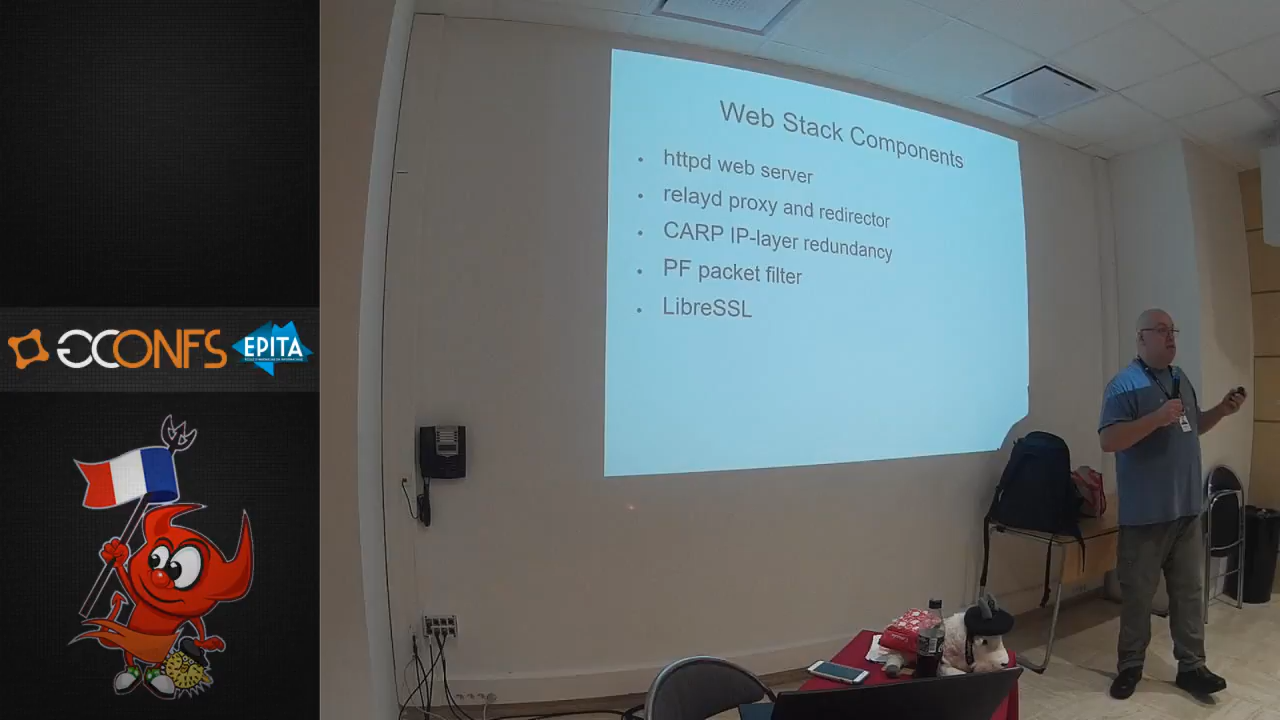 Web Stack Components
• httpd web server
• relayd proxy and redirector
• CARP IP-layer redundancy
• PF packet filter
• LibreSSL
GCONFS
EPITA